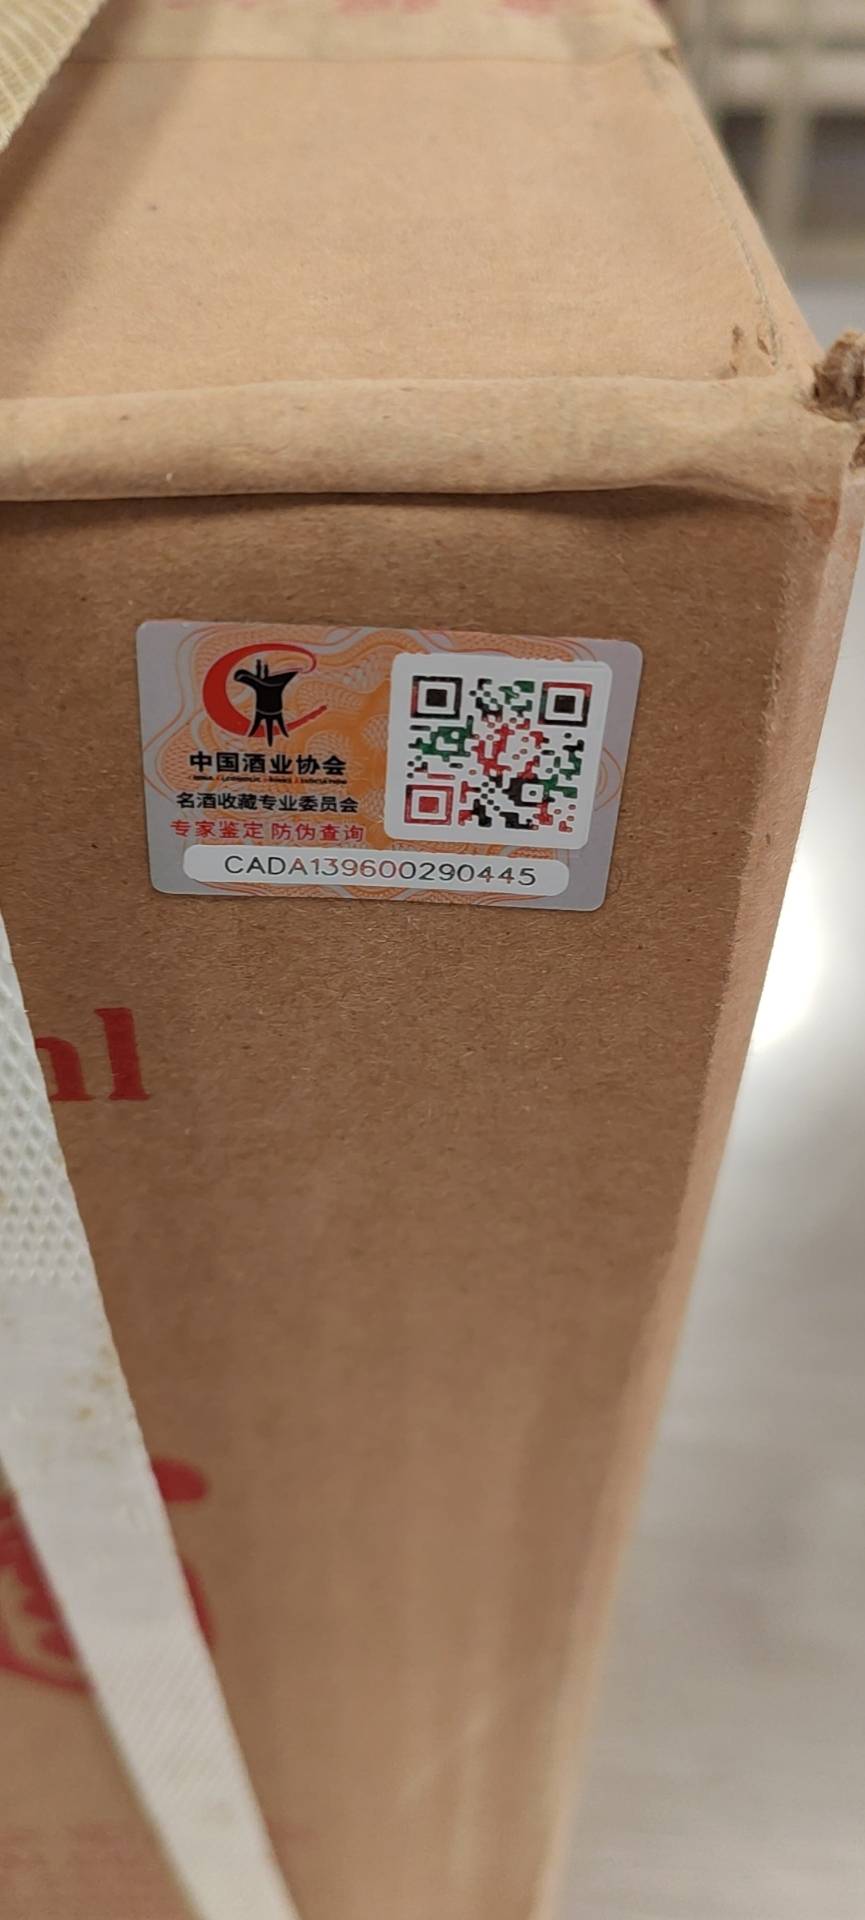 中国酒业协会
名酒收藏专业委员会
专家鉴定 防伪查询
CADA139600290445
ml